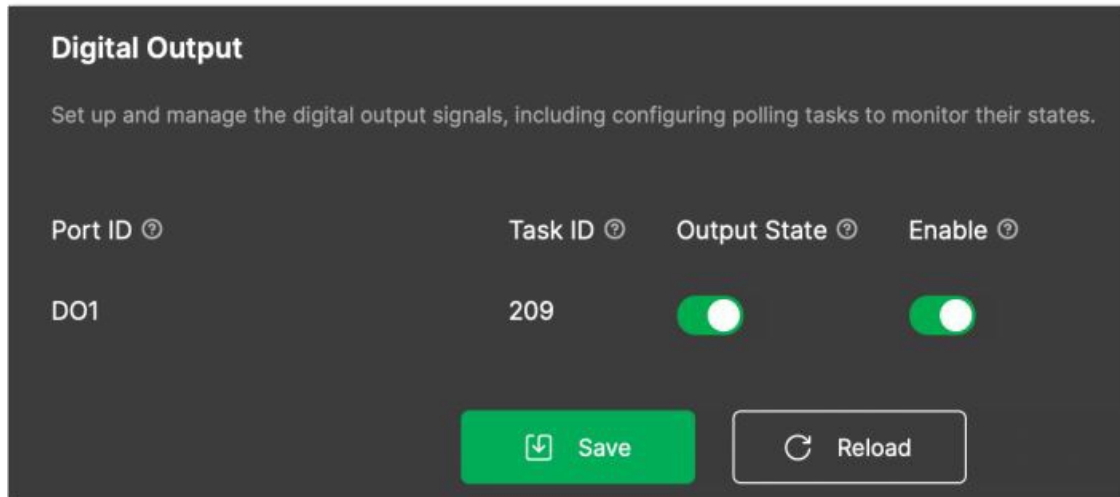 Digital Output
Set up and manage the digital output signals, including configuring polling tasks to monitor their states.
Port ID Task ID Output State Enable
DO1 209
Save Reload